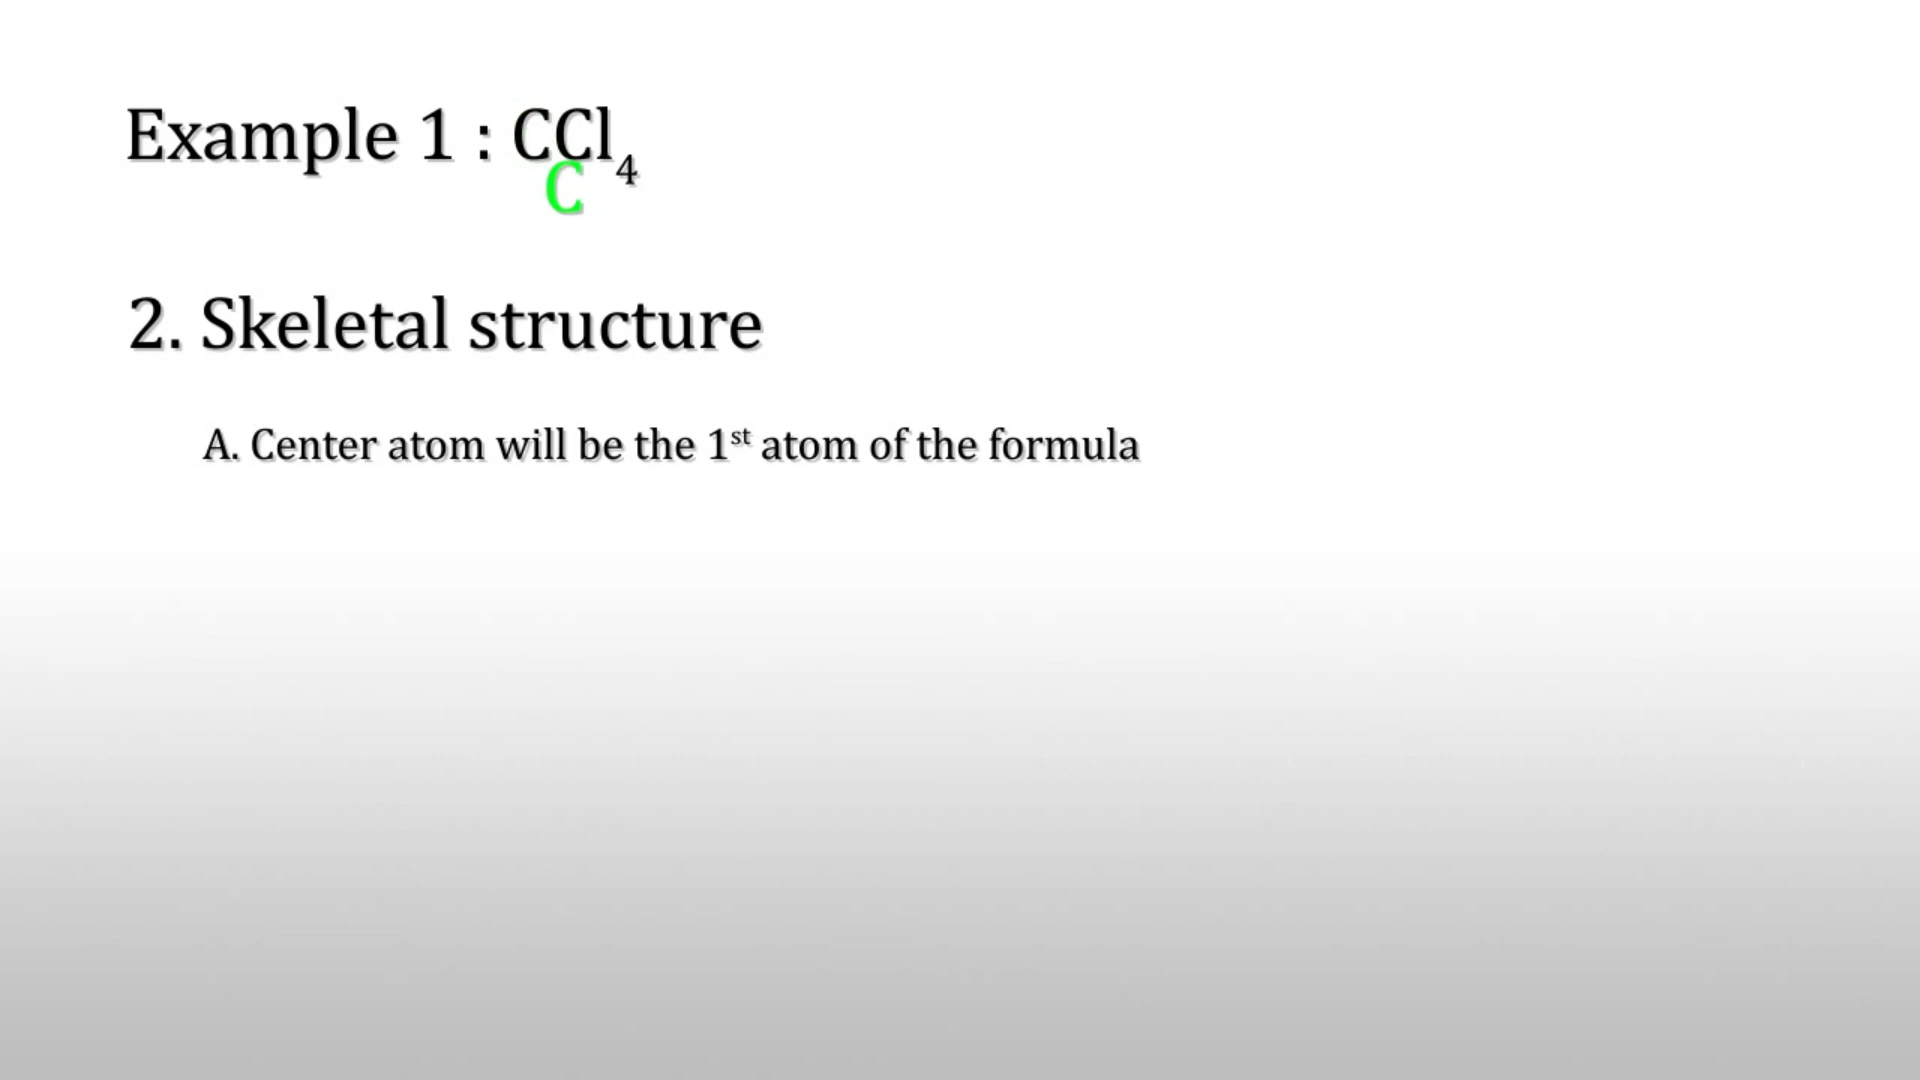 Example 1 : CCl₄
C
2. Skeletal structure
A. Center atom will be the 1ˢᵗ atom of the formula